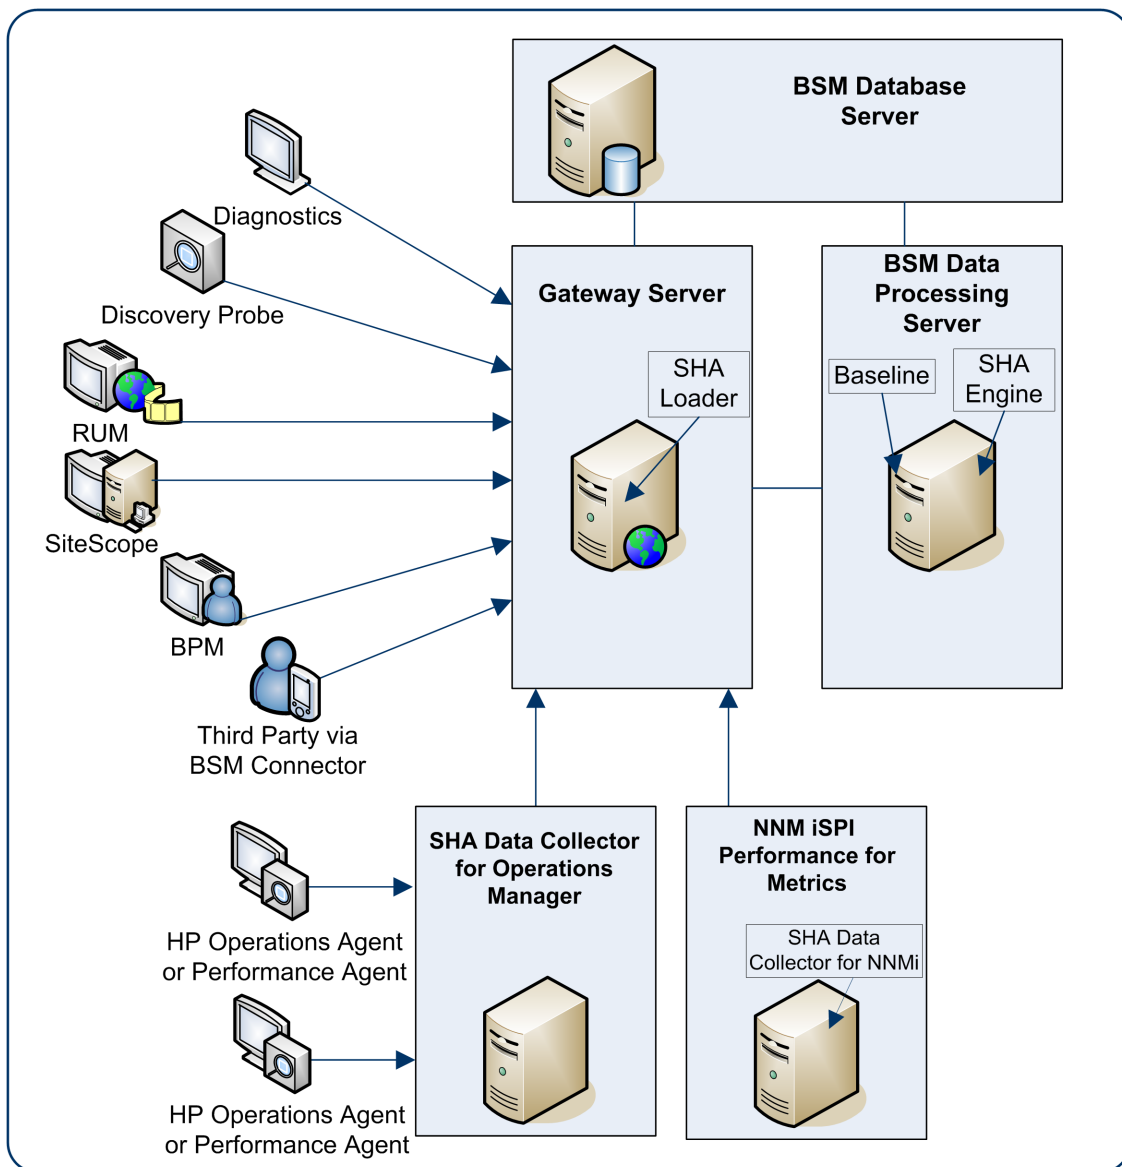 BSM Database
Server
Diagnostics
Discovery Probe
RUM
SiteScope
BPM
Third Party via
BSM Connector
Gateway Server
SHA
Loader
BSM Data
Processing
Server
Baseline
SHA
Engine
SHA Data Collector
for Operations
Manager
NNM iSPI
Performance for
Metrics
SHA Data
Collector for NNMi
HP Operations Agent
or Performance Agent
HP Operations Agent
or Performance Agent